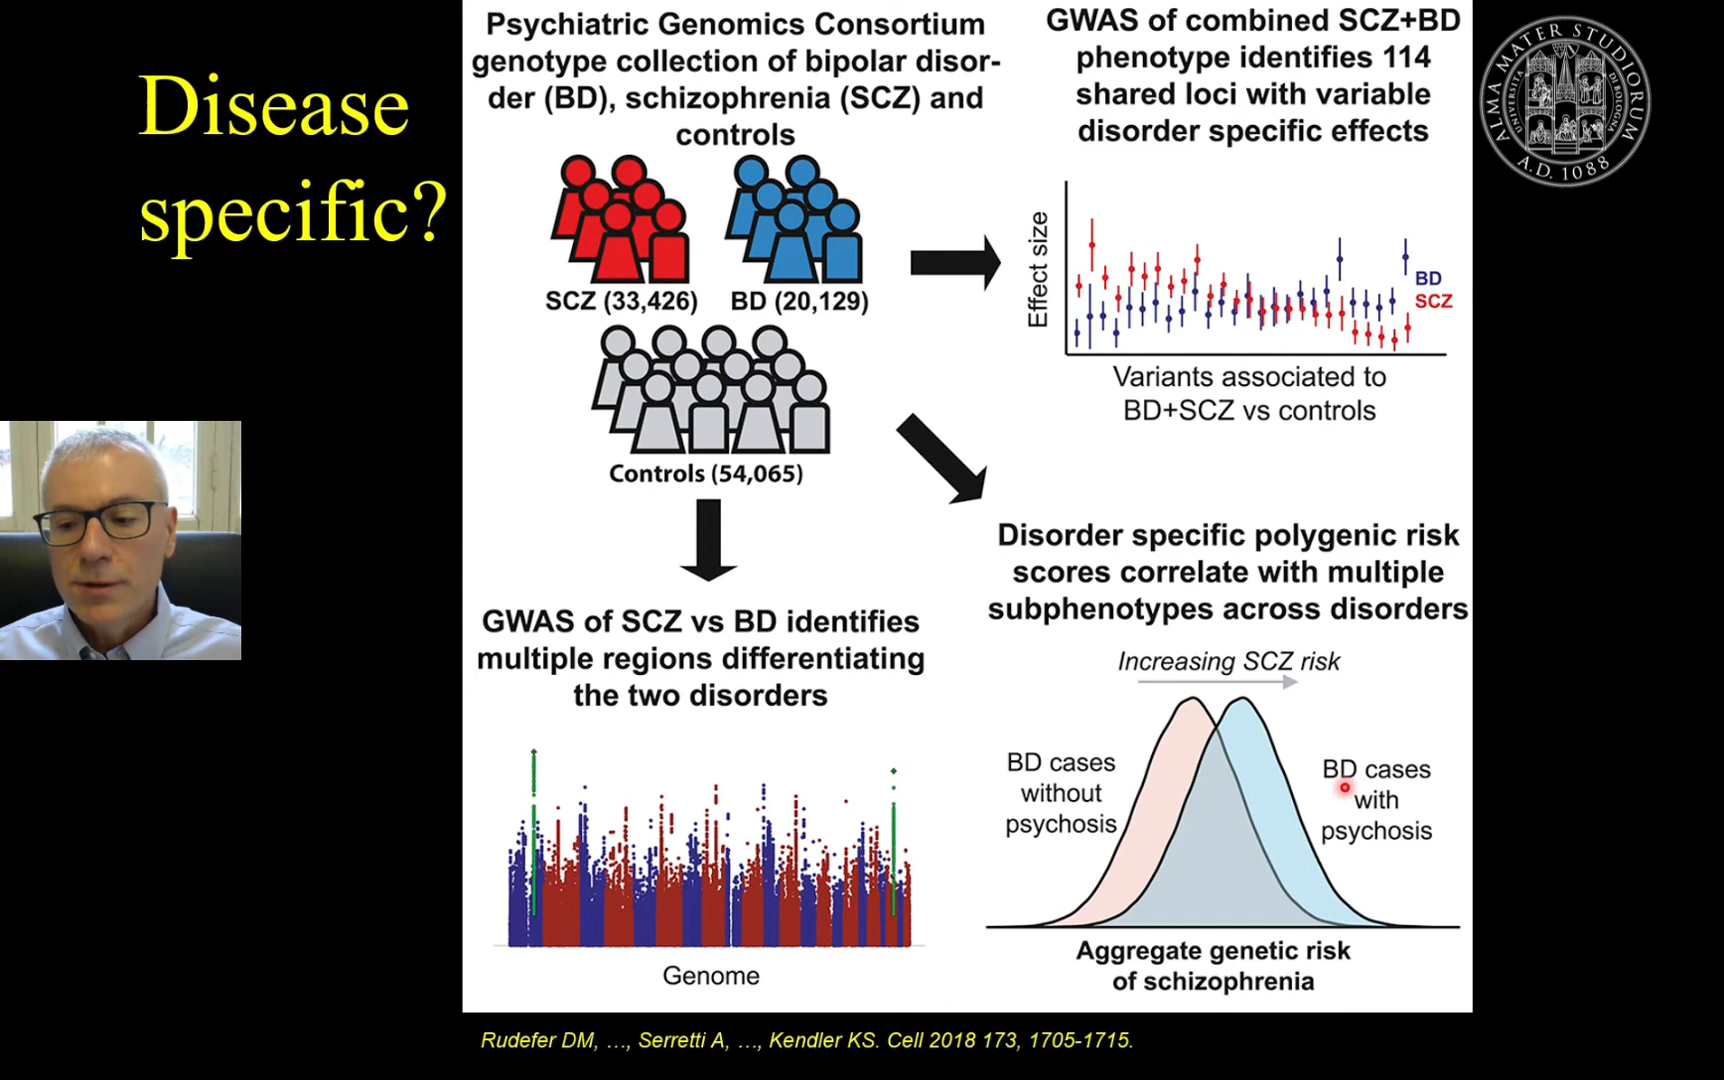 Disease
specific?
Psychiatric Genomics Consortium
genotype collection of bipolar disor-
der (BD), schizophrenia (SCZ) and
controls
SCZ (33,426)
BD (20,129)
Controls (54,065)
GWAS of combined SCZ+BD
phenotype identifies 114
shared loci with variable
disorder specific effects
Effect size
BD
SCZ
Variants associated to
BD+SCZ vs controls
GWAS of SCZ vs BD identifies
multiple regions differentiating
the two disorders
Genome
Disorder specific polygenic risk
scores correlate with multiple
subphenotypes across disorders
Increasing SCZ risk
BD cases
without
psychosis
BD cases
with
psychosis
Aggregate genetic risk
of schizophrenia
Rudefer DM, ..., Serretti A, ..., Kendler KS. Cell 2018 173, 1705-1715.
ALMA MATER STUDIORUM
A.D. 1088